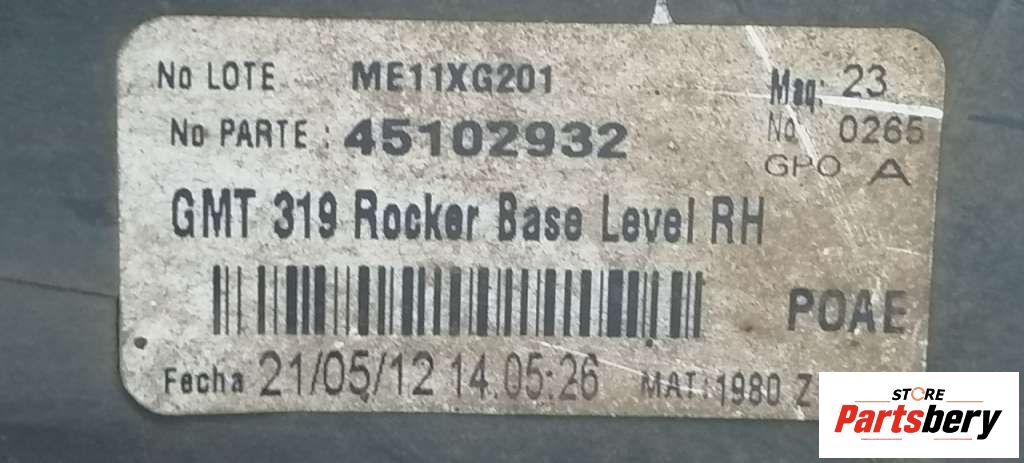 No LOTE ME11XG201
Maq: 23
No PARTE : 45102932
No. 0265
GPO A
GMT 319 Rocker Base Level RH
POAE
Fecha 21/05/12 14:05:26 MAT: 1980 Z
STORE
Partsbery